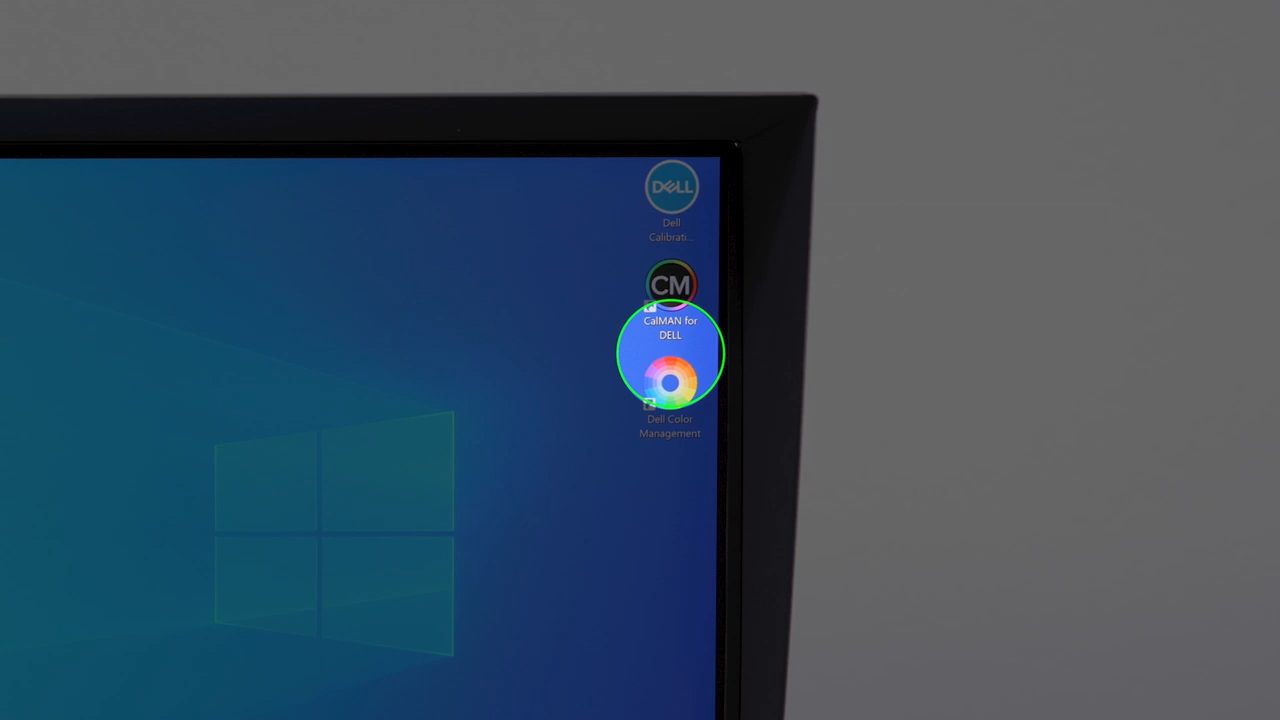 DELL
Dell
Calibrati...
CM
CalMAN for
DELL
Dell Color
Management